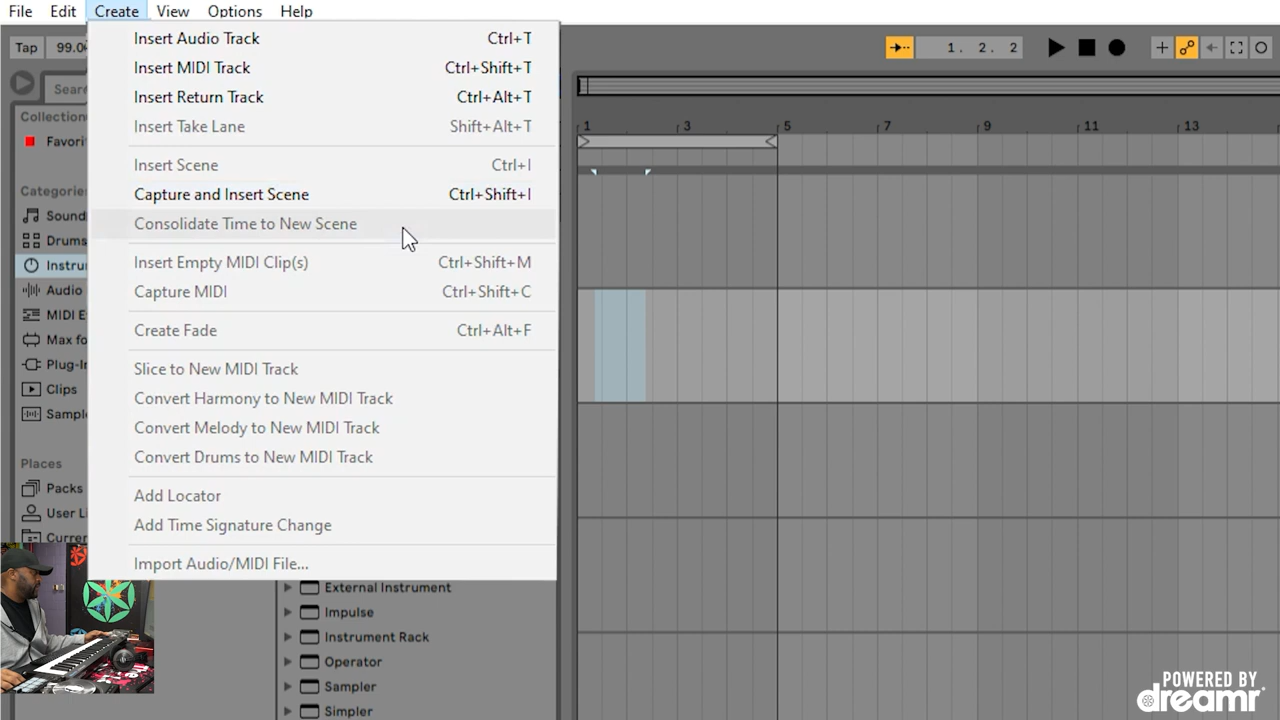 File Edit Create View Options Help
Tap 99.0
1. 2. 2
Insert Audio Track Ctrl+T
Insert MIDI Track Ctrl+Shift+T
Insert Return Track Ctrl+Alt+T
Insert Take Lane Shift+Alt+T
Insert Scene Ctrl+I
Capture and Insert Scene Ctrl+Shift+I
Consolidate Time to New Scene
Insert Empty MIDI Clip(s) Ctrl+Shift+M
Capture MIDI Ctrl+Shift+C
Create Fade Ctrl+Alt+F
Slice to New MIDI Track
Convert Harmony to New MIDI Track
Convert Melody to New MIDI Track
Convert Drums to New MIDI Track
Add Locator
Add Time Signature Change
Import Audio/MIDI File...
Sear
Collection
Favori
Categories
Sound
Drums
Instru
Audio
MIDI E
Max fo
Plug-In
Clips
Sampl
Places
Packs
User Li
Curre
External Instrument
Impulse
Instrument Rack
Operator
Sampler
Simpler
1 3 5 7 9 11 13
POWERED BY
dreamr